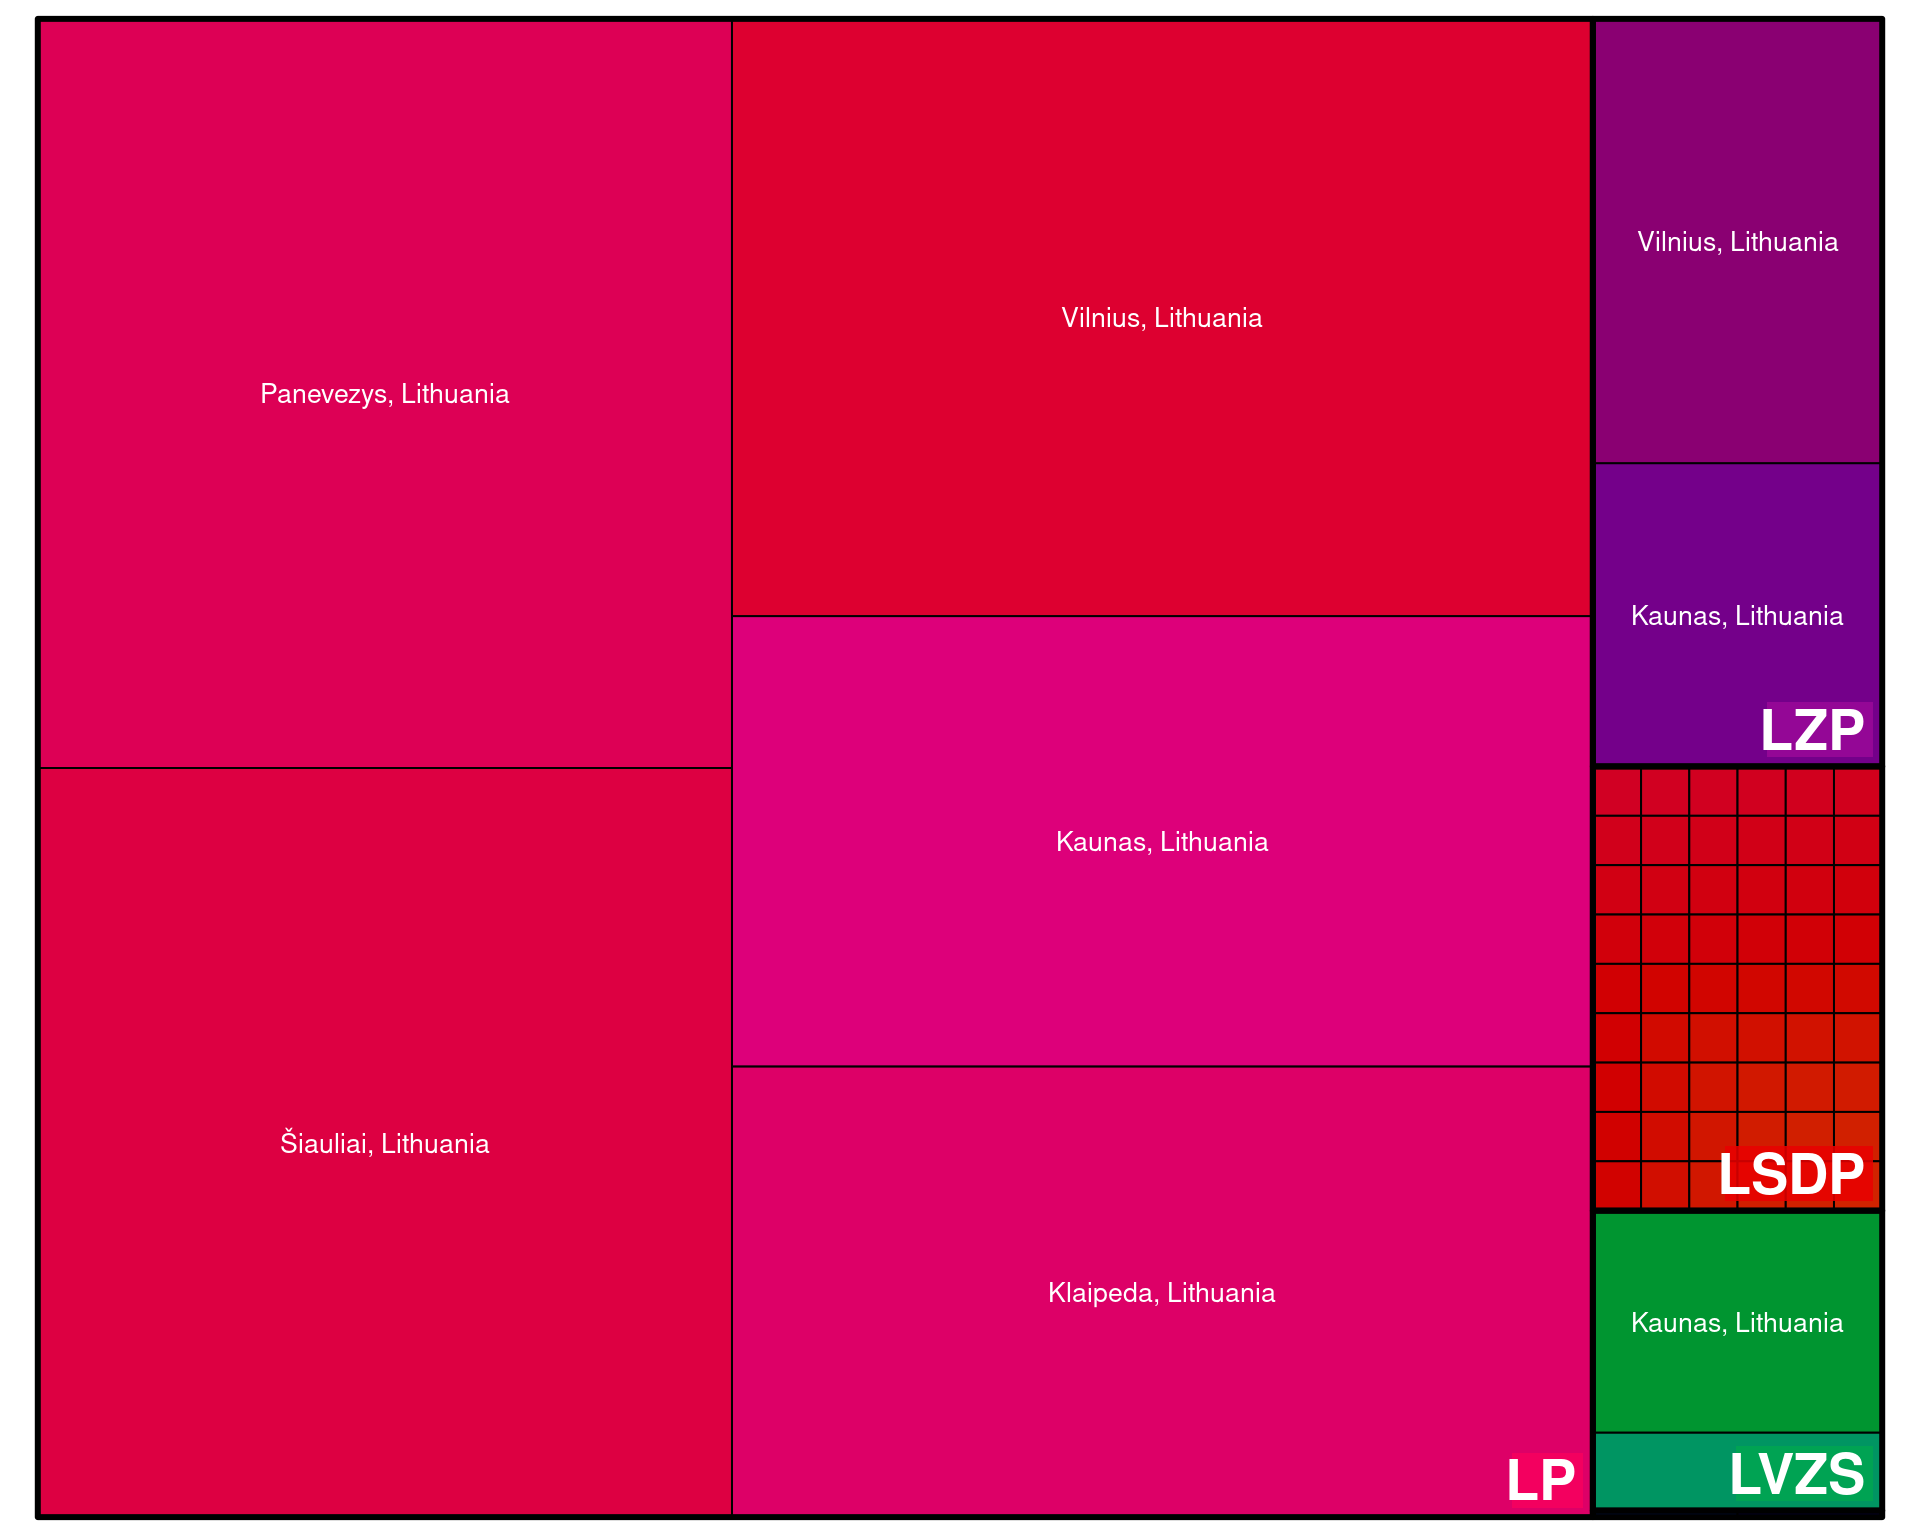 Panevezys, Lithuania
Šiauliai, Lithuania
Vilnius, Lithuania
Kaunas, Lithuania
Klaipeda, Lithuania
LP
Vilnius, Lithuania
Kaunas, Lithuania
LZP
LSDP
Kaunas, Lithuania
LVZS